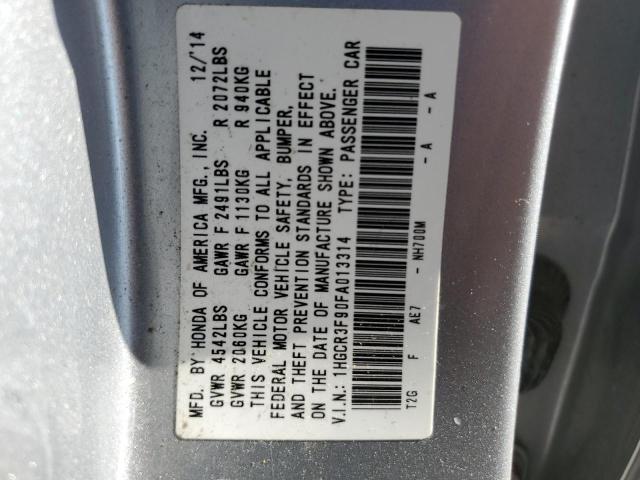 MFD. BY HONDA OF AMERICA MFG., INC. 12/'14
GVWR 4542LBS GAWR F 2491LBS R 2072LBS
GVWR 2060KG GAWR F 1130KG R 940KG
THIS VEHICLE CONFORMS TO ALL APPLICABLE
FEDERAL MOTOR VEHICLE SAFETY, BUMPER,
AND THEFT PREVENTION STANDARDS IN EFFECT
ON THE DATE OF MANUFACTURE SHOWN ABOVE.
V.I.N.: 1HGCR3F90FA013314 TYPE: PASSENGER CAR
T2G F AE7 - NH700M - A - A